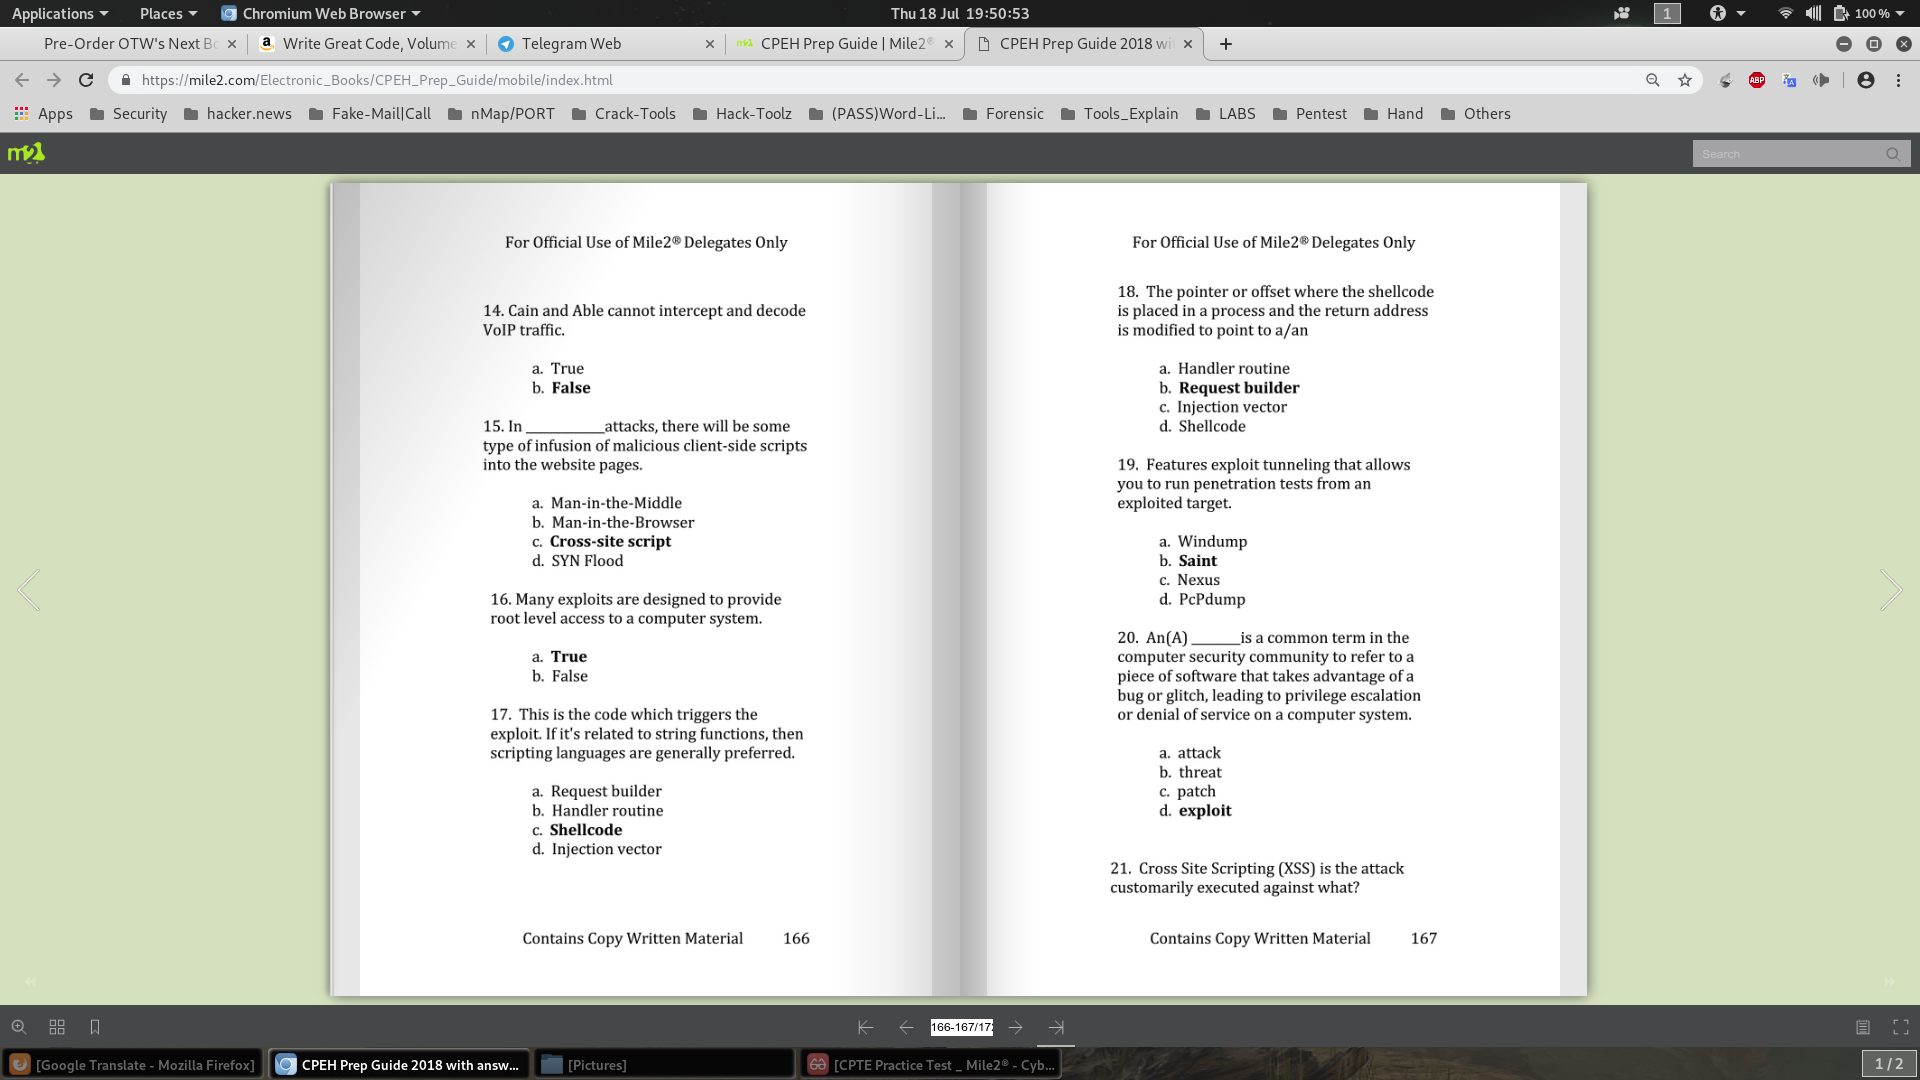 Applications
Places
Chromium Web Browser
Thu 18 Jul 19:50:53
1
100 %
Pre-Order OTW's Next Bo
Write Great Code, Volume
Telegram Web
CPEH Prep Guide | Mile2®
CPEH Prep Guide 2018 wi
https://mile2.com/Electronic_Books/CPEH_Prep_Guide/mobile/index.html
ABP
Apps
Security
hacker.news
Fake-Mail|Call
nMap/PORT
Crack-Tools
Hack-Toolz
(PASS)Word-Li...
Forensic
Tools_Explain
LABS
Pentest
Hand
Others
m2
Search
For Official Use of Mile2® Delegates Only
14. Cain and Able cannot intercept and decode
VoIP traffic.
a. True
b. False
15. In ___________attacks, there will be some
type of infusion of malicious client-side scripts
into the website pages.
a. Man-in-the-Middle
b. Man-in-the-Browser
c. Cross-site script
d. SYN Flood
16. Many exploits are designed to provide
root level access to a computer system.
a. True
b. False
17. This is the code which triggers the
exploit. If it's related to string functions, then
scripting languages are generally preferred.
a. Request builder
b. Handler routine
c. Shellcode
d. Injection vector
Contains Copy Written Material 166
For Official Use of Mile2® Delegates Only
18. The pointer or offset where the shellcode
is placed in a process and the return address
is modified to point to a/an
a. Handler routine
b. Request builder
c. Injection vector
d. Shellcode
19. Features exploit tunneling that allows
you to run penetration tests from an
exploited target.
a. Windump
b. Saint
c. Nexus
d. PcPdump
20. An(A) _______is a common term in the
computer security community to refer to a
piece of software that takes advantage of a
bug or glitch, leading to privilege escalation
or denial of service on a computer system.
a. attack
b. threat
c. patch
d. exploit
21. Cross Site Scripting (XSS) is the attack
customarily executed against what?
Contains Copy Written Material 167
166-167/17
[Google Translate - Mozilla Firefox]
CPEH Prep Guide 2018 with answ...
[Pictures]
[CPTE Practice Test _ Mile2® - Cyb...
1 / 2